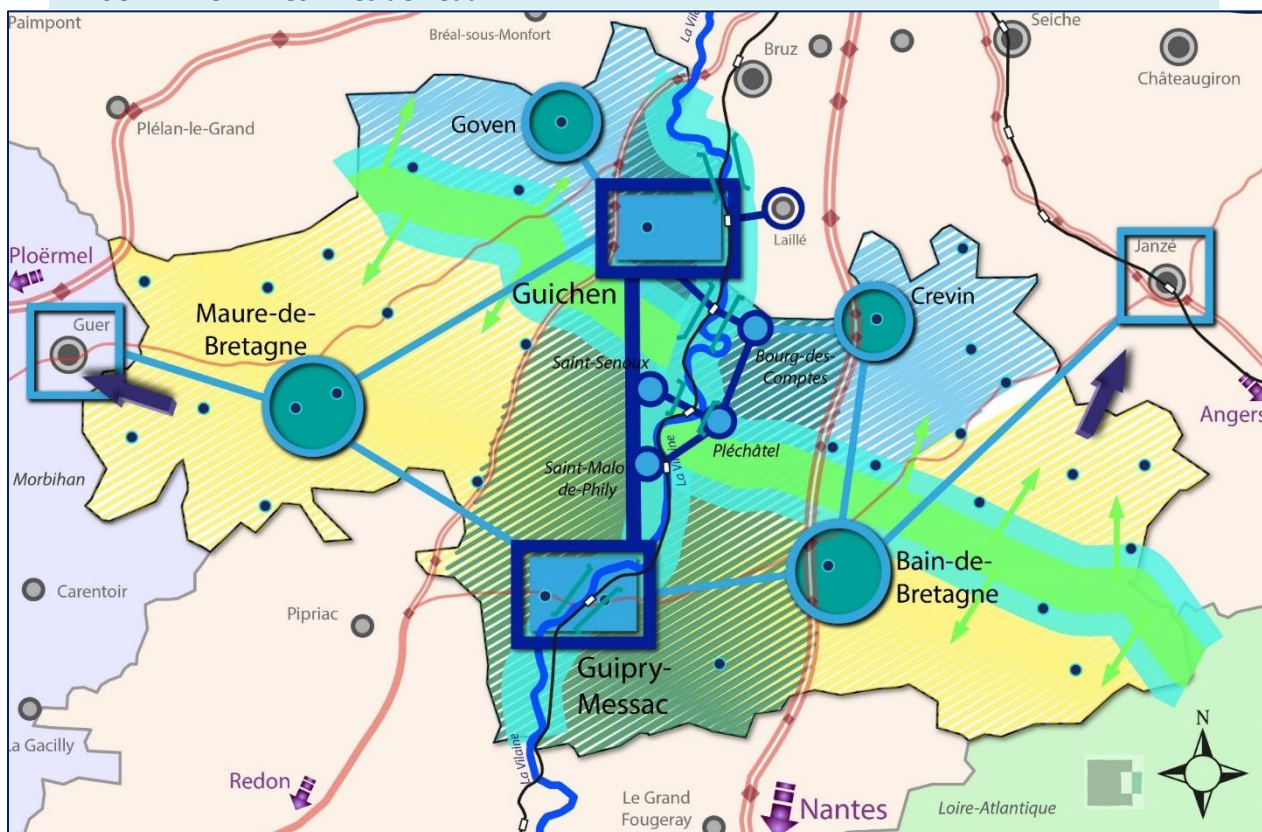 Paimpont
Bréal-sous-Monfort
La Vil
Bruz
Seiche
Châteaugiron
Plélan-le-Grand
Goven
Laillé
Janzé
Ploërmel
Guer
Guichen
Crevin
Maure-de-
Bretagne
Saint-Senoux
Bourg-des-
Comptes
Angers
Pléchâtel
Morbihan
Saint-Malo
de-Phily
La Vilaine
Bain-de-
Bretagne
Carentoir
Pipriac
Guipry-
Messac
N
La Gacilly
La Vilaine
Redon
Le Grand
Fougeray
Nantes
Loire-Atlantique